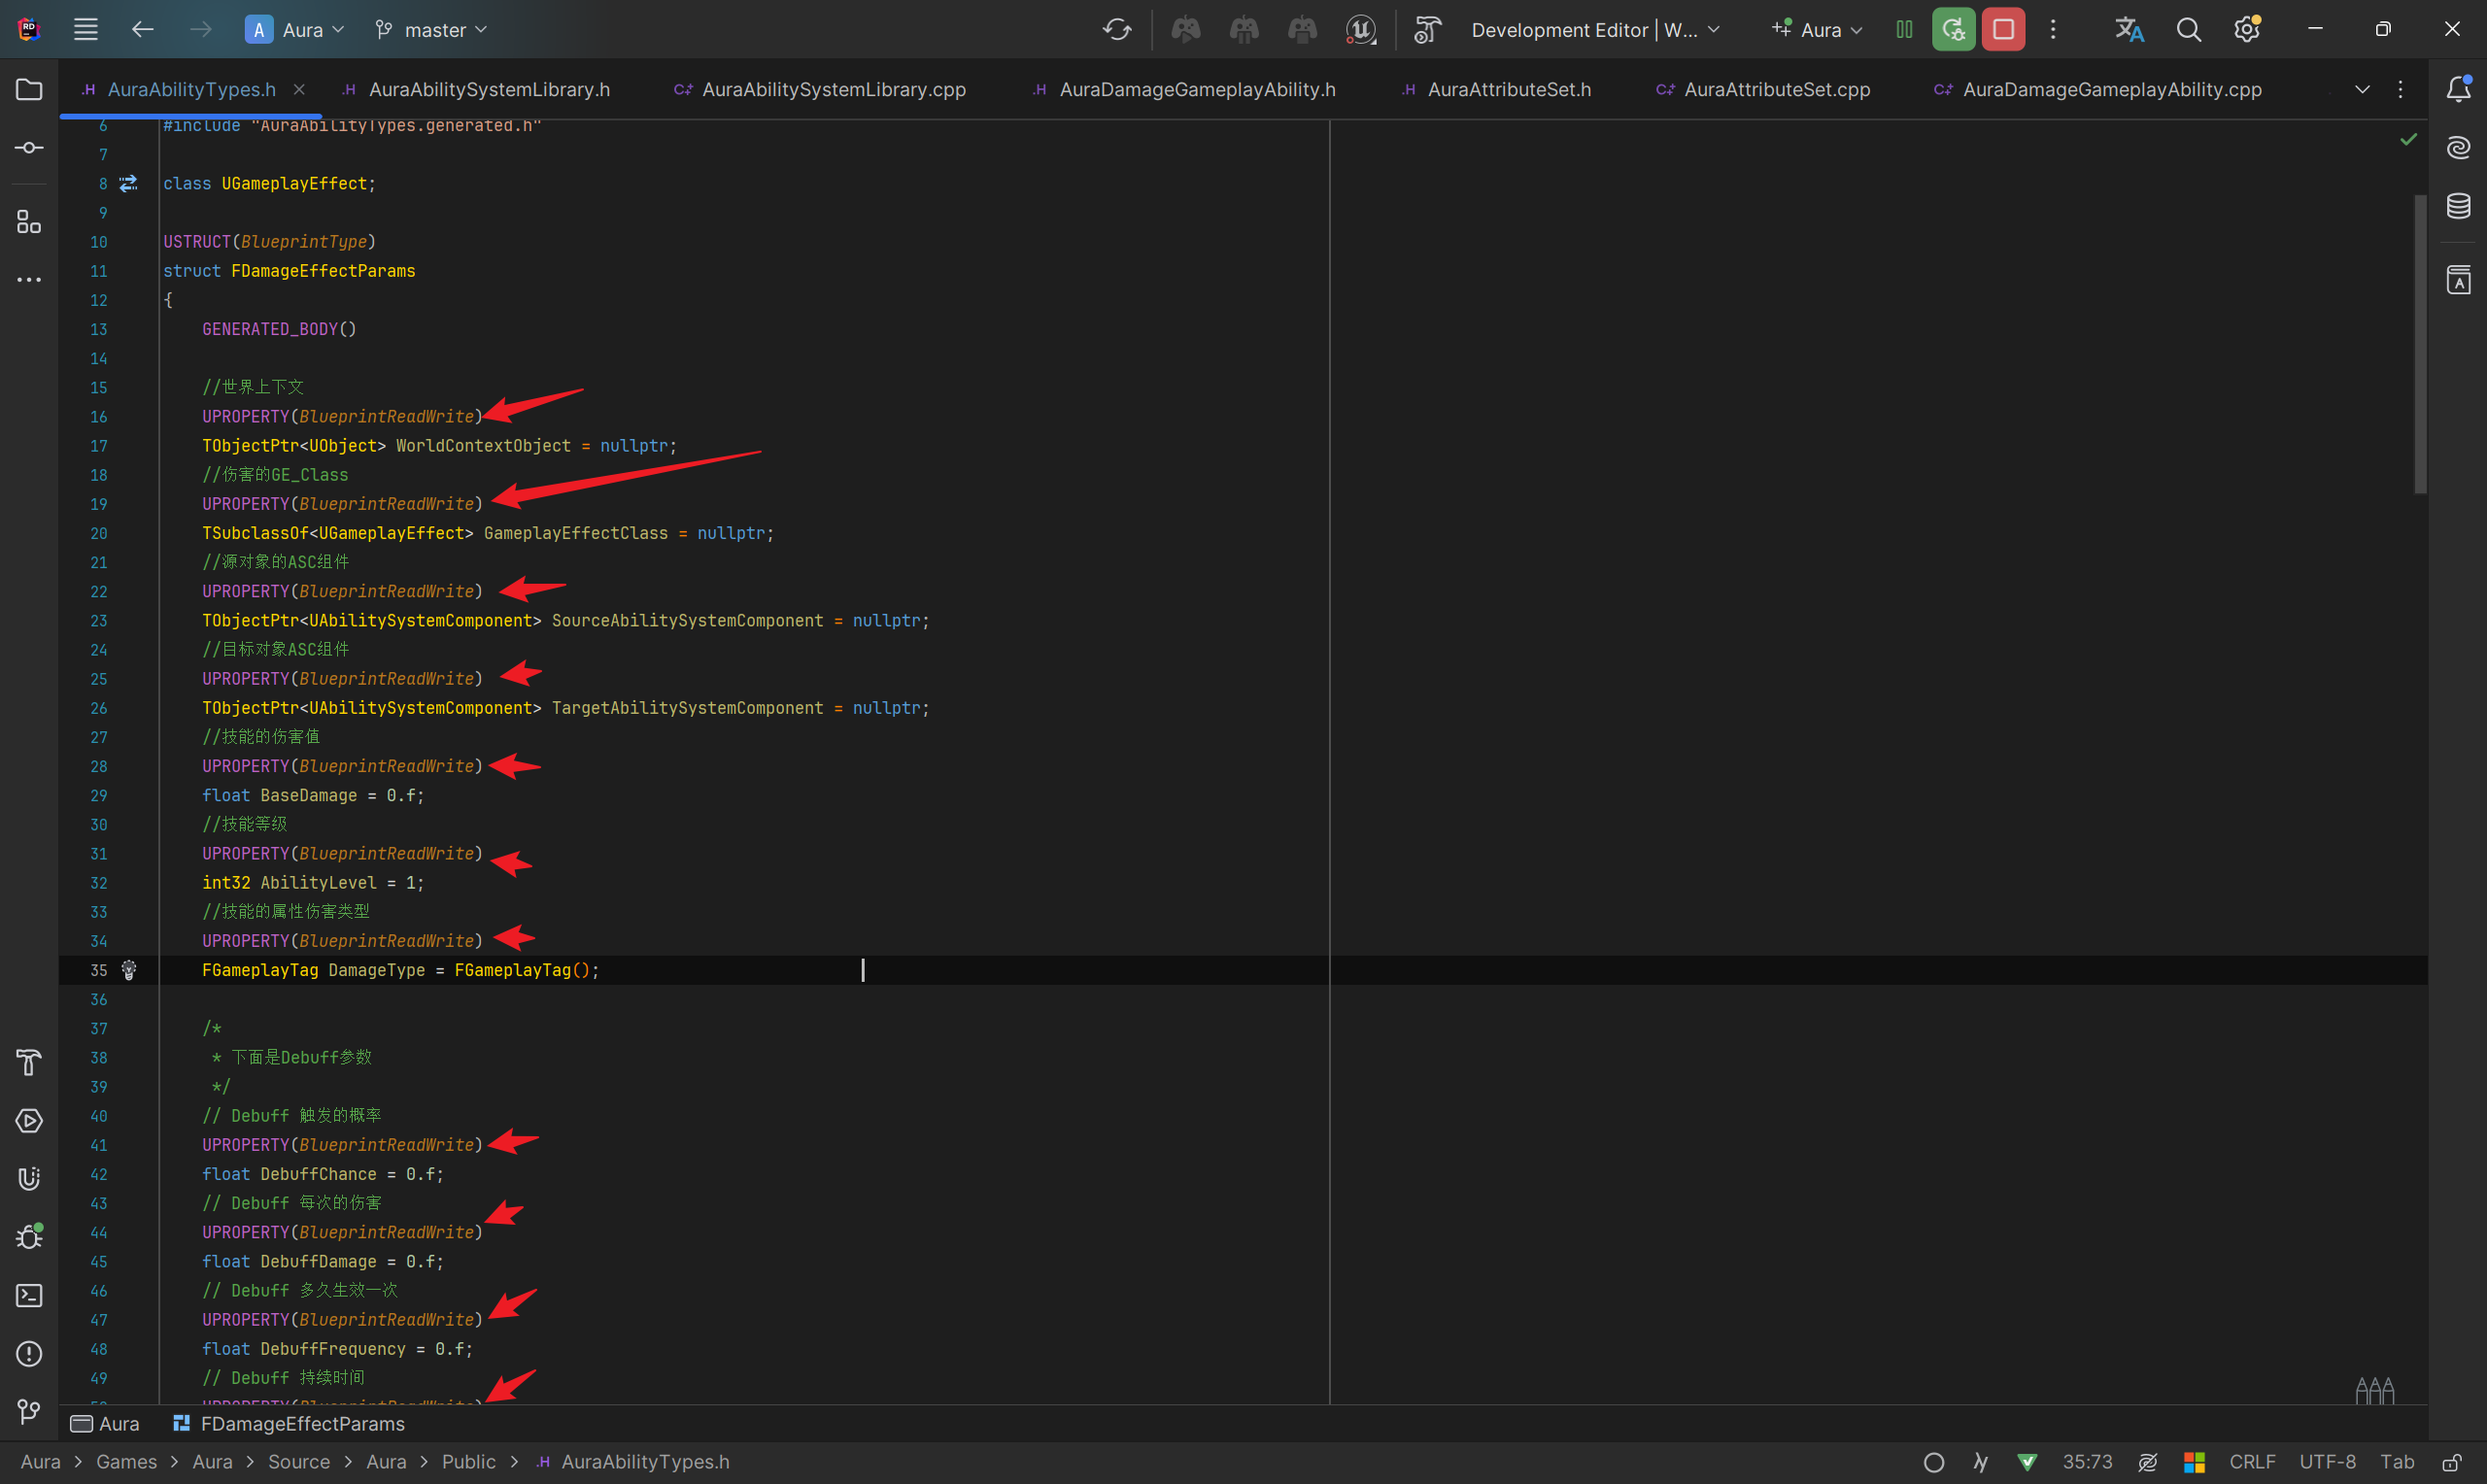 A Aura master Development Editor | W... Aura
AuraAbilityTypes.h AuraAbilitySystemLibrary.h AuraAbilitySystemLibrary.cpp AuraDamageGameplayAbility.h AuraAttributeSet.h AuraAttributeSet.cpp AuraDamageGameplayAbility.cpp
6 #include "AuraAbilityTypes.generated.h"
7
8 class UGameplayEffect;
9
10 USTRUCT(BlueprintType)
11 struct FDamageEffectParams
12 {
13 GENERATED_BODY()
14
15 //世界上下文
16 UPROPERTY(BlueprintReadWrite)
17 TObjectPtr<UObject> WorldContextObject = nullptr;
18 //伤害的GE_Class
19 UPROPERTY(BlueprintReadWrite)
20 TSubclassOf<UGameplayEffect> GameplayEffectClass = nullptr;
21 //源对象的ASC组件
22 UPROPERTY(BlueprintReadWrite)
23 TObjectPtr<UAbilitySystemComponent> SourceAbilitySystemComponent = nullptr;
24 //目标对象ASC组件
25 UPROPERTY(BlueprintReadWrite)
26 TObjectPtr<UAbilitySystemComponent> TargetAbilitySystemComponent = nullptr;
27 //技能的伤害值
28 UPROPERTY(BlueprintReadWrite)
29 float BaseDamage = 0.f;
30 //技能等级
31 UPROPERTY(BlueprintReadWrite)
32 int32 AbilityLevel = 1;
33 //技能的属性伤害类型
34 UPROPERTY(BlueprintReadWrite)
35 FGameplayTag DamageType = FGameplayTag();
36
37 /*
38 * 下面是Debuff参数
39 */
40 // Debuff 触发的概率
41 UPROPERTY(BlueprintReadWrite)
42 float DebuffChance = 0.f;
43 // Debuff 每次的伤害
44 UPROPERTY(BlueprintReadWrite)
45 float DebuffDamage = 0.f;
46 // Debuff 多久生效一次
47 UPROPERTY(BlueprintReadWrite)
48 float DebuffFrequency = 0.f;
49 // Debuff 持续时间
Aura FDamageEffectParams
Aura > Games > Aura > Source > Aura > Public > .H AuraAbilityTypes.h 35:73 CRLF UTF-8 Tab